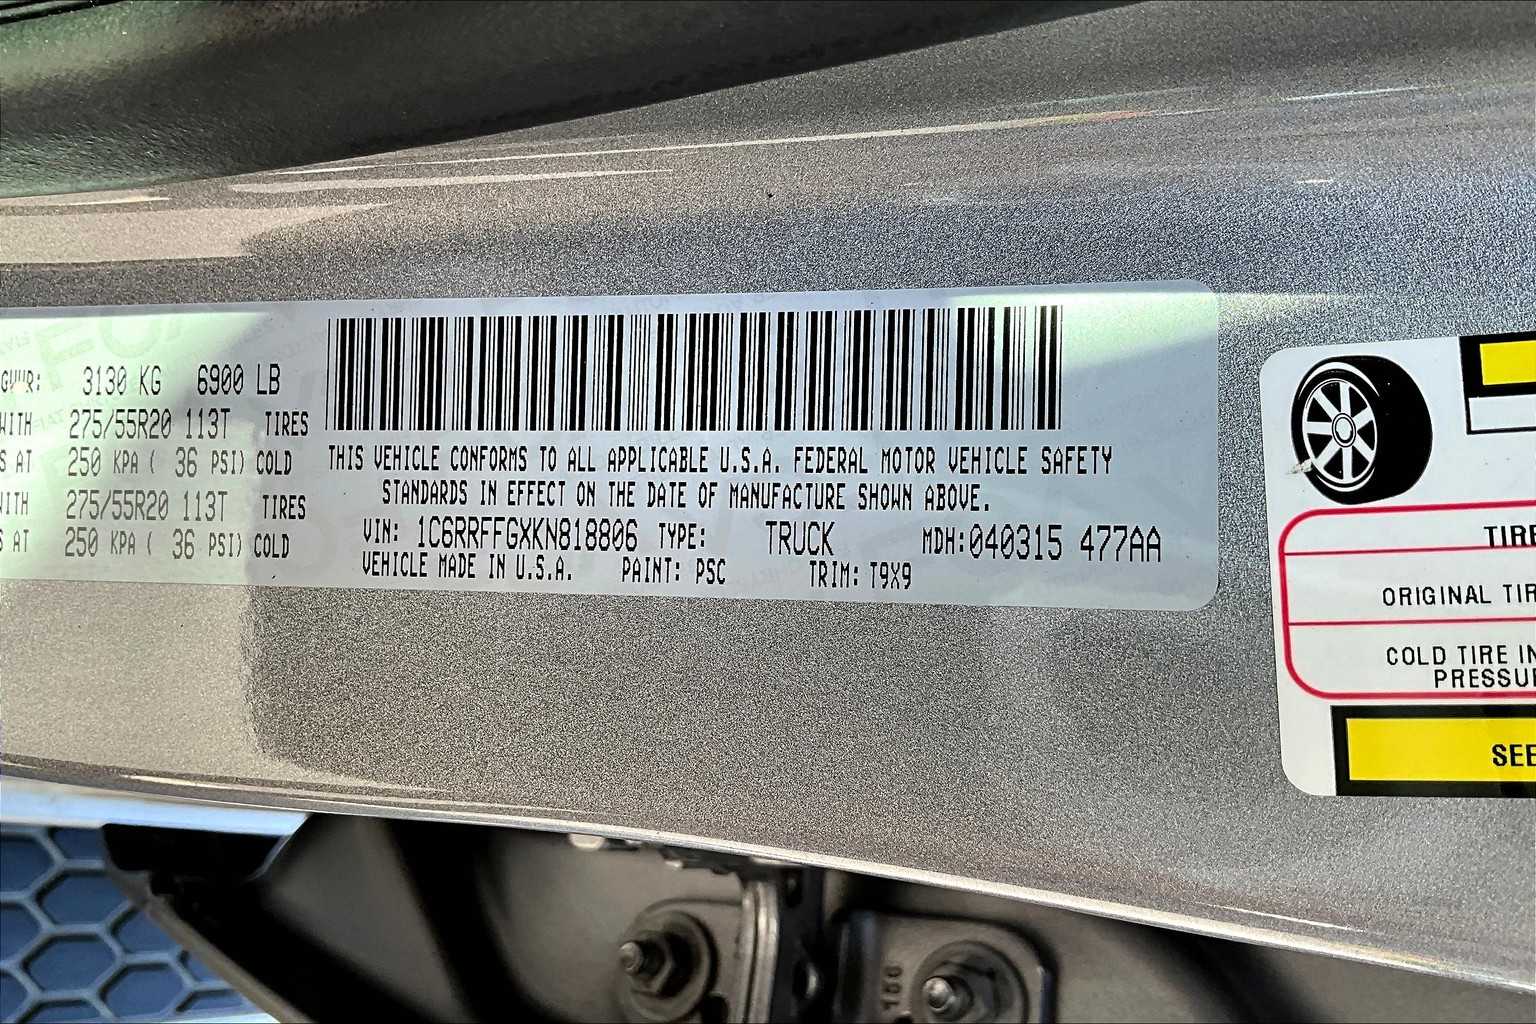 GVWR: 3130 KG 6900 LB
WITH 275/55R20 113T TIRES
S AT 250 KPA ( 36 PSI) COLD
WITH 275/55R20 113T TIRES
S AT 250 KPA ( 36 PSI) COLD
THIS VEHICLE CONFORMS TO ALL APPLICABLE U.S.A. FEDERAL MOTOR VEHICLE SAFETY
STANDARDS IN EFFECT ON THE DATE OF MANUFACTURE SHOWN ABOVE.
VIN: 1C6RRFFGXKN818806 TYPE: TRUCK MDH:040315 477AA
VEHICLE MADE IN U.S.A. PAINT: PSC TRIM: T9X9
TIRE
ORIGINAL TIR
COLD TIRE IN
PRESSUR
SEE
156